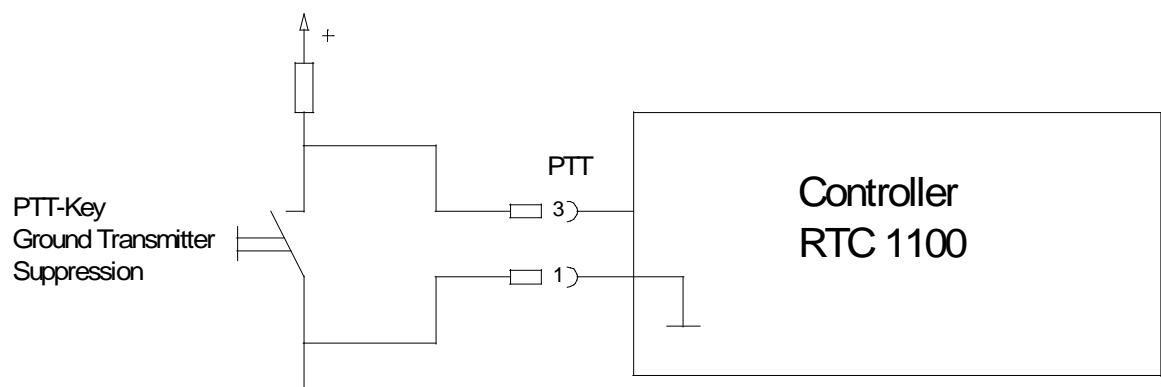 +
PTT
3
1
PTT-Key
Ground Transmitter
Suppression
Controller
RTC 1100